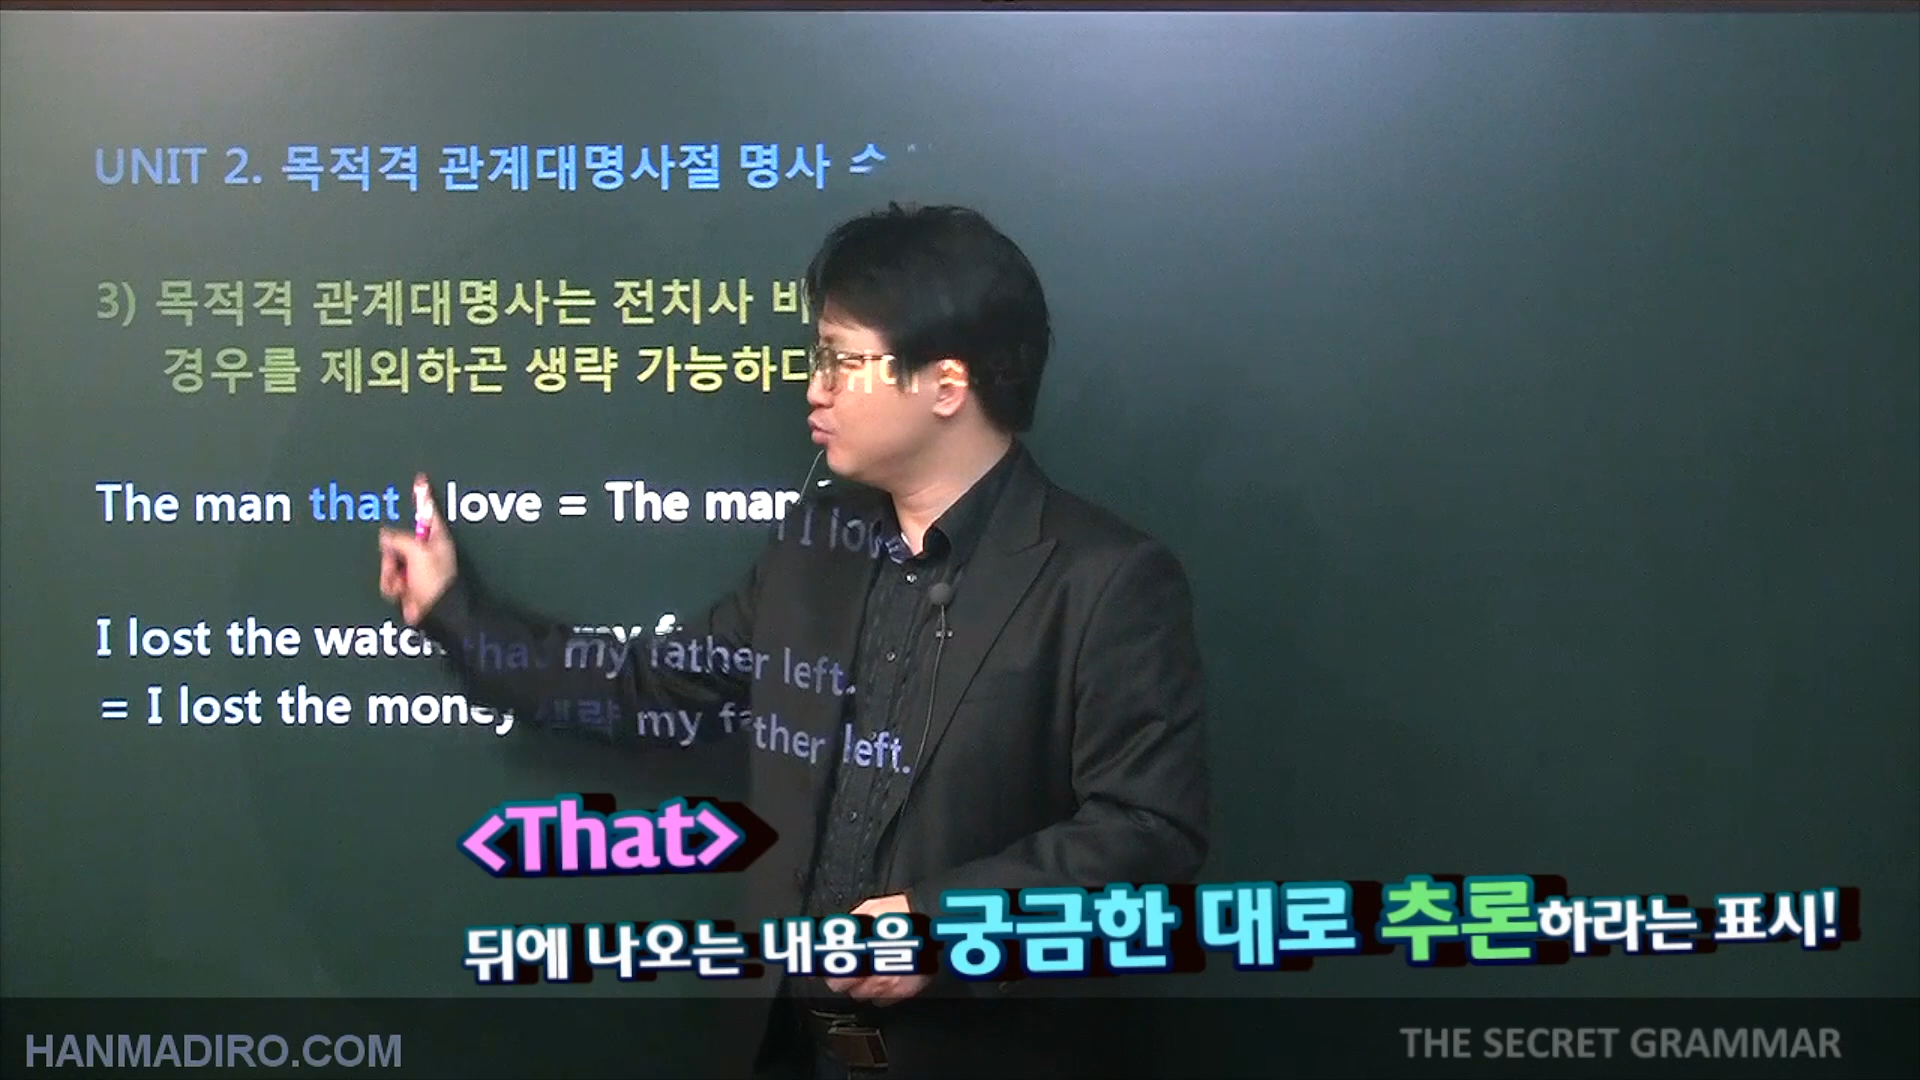 UNIT 2. 목적격 관계대명사절 명사
3) 목적격 관계대명사는 전치사
경우를 제외하곤 생략 가능하다
The man that I love = The man I love
I lost the watch that my father left.
= I lost the money 생략 my father left.
<That>
뒤에 나오는 내용을 궁금한 대로 추론하라는 표시!
HANMADIRO.COM
THE SECRET GRAMMAR